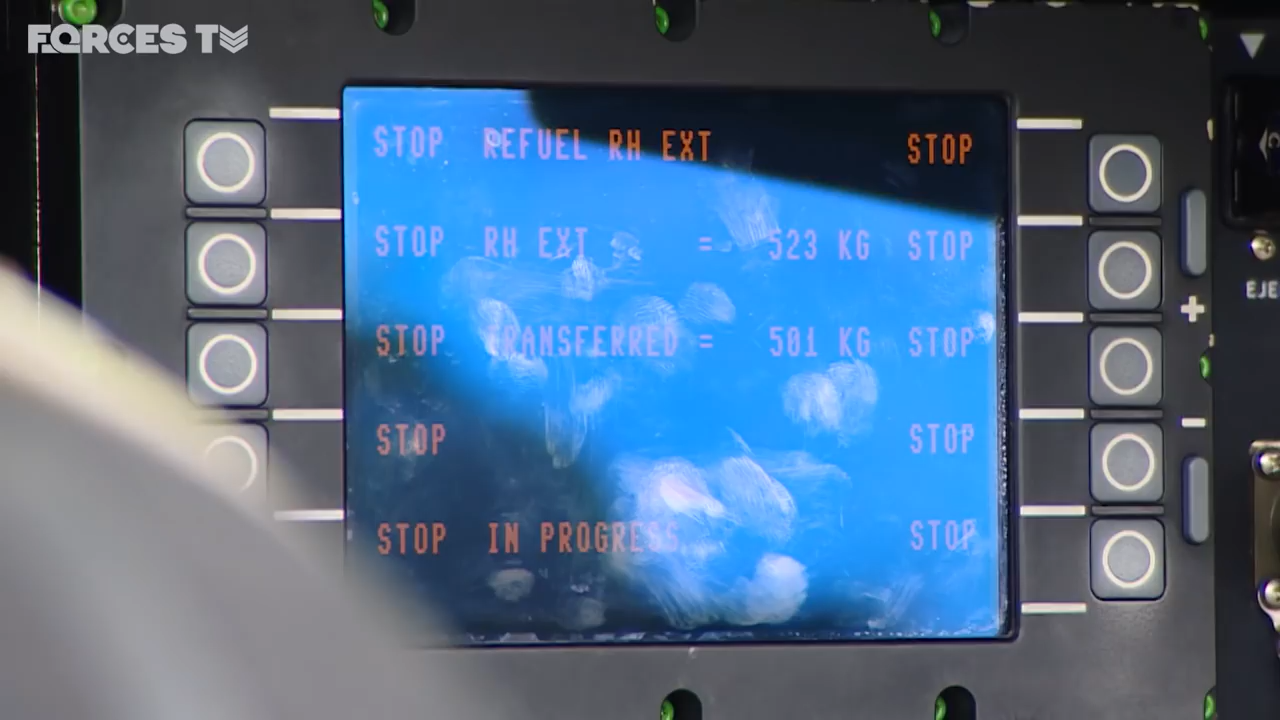 FORCES TV
STOP REFUEL RH EXT STOP
STOP RH EXT = 523 KG STOP
STOP TRANSFERRED = 501 KG STOP
STOP STOP
STOP IN PROGRESS STOP
+
EJE